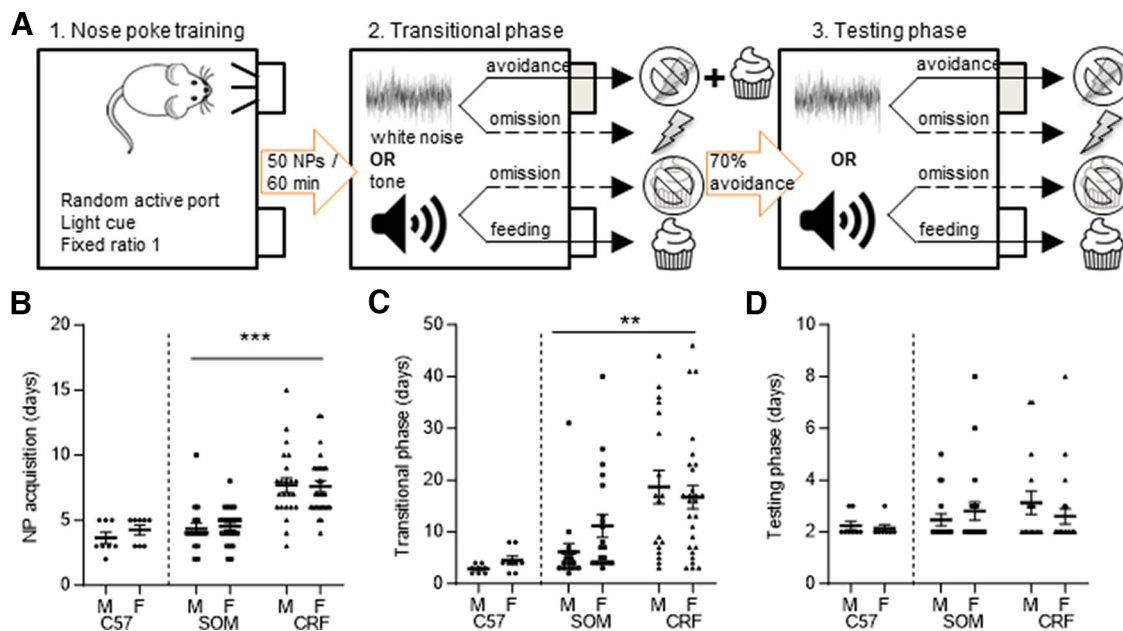 A
1. Nose poke training
2. Transitional phase
3. Testing phase
Random active port
Light cue
Fixed ratio 1
50 NPs /
60 min
white noise
OR
tone
avoidance
omission
omission
feeding
+
70%
avoidance
OR
avoidance
omission
omission
feeding
B
NP acquisition (days)
20
15
10
5
0
***
M F M F M F
C57 SOM CRF
C
Transitional phase (days)
50
40
30
20
10
0
**
M F M F M F
C57 SOM CRF
D
Testing phase (days)
10
8
6
4
2
0
M F M F M F
C57 SOM CRF